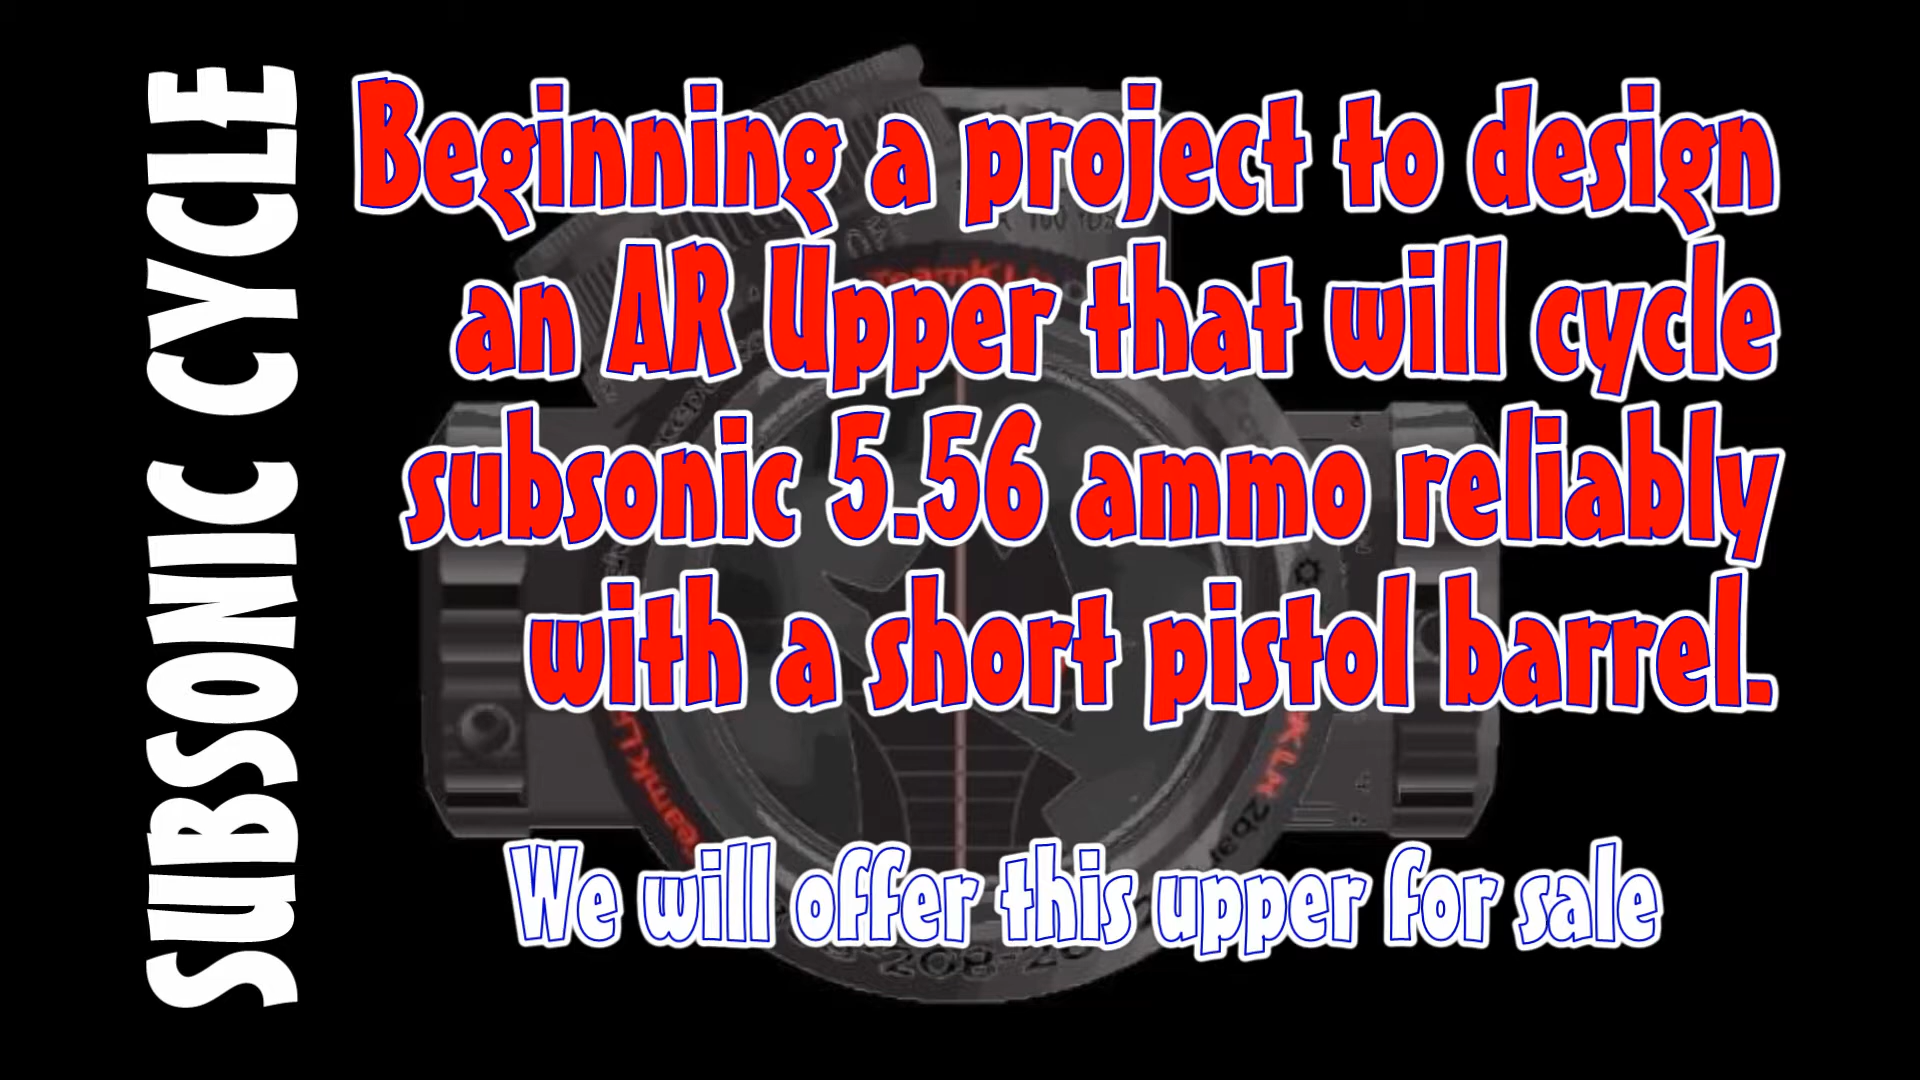 SUBSONIC CYCLE
Beginning a project to design
an AR Upper that will cycle
subsonic 5.56 ammo reliably
with a short pistol barrel.
We will offer this upper for sale